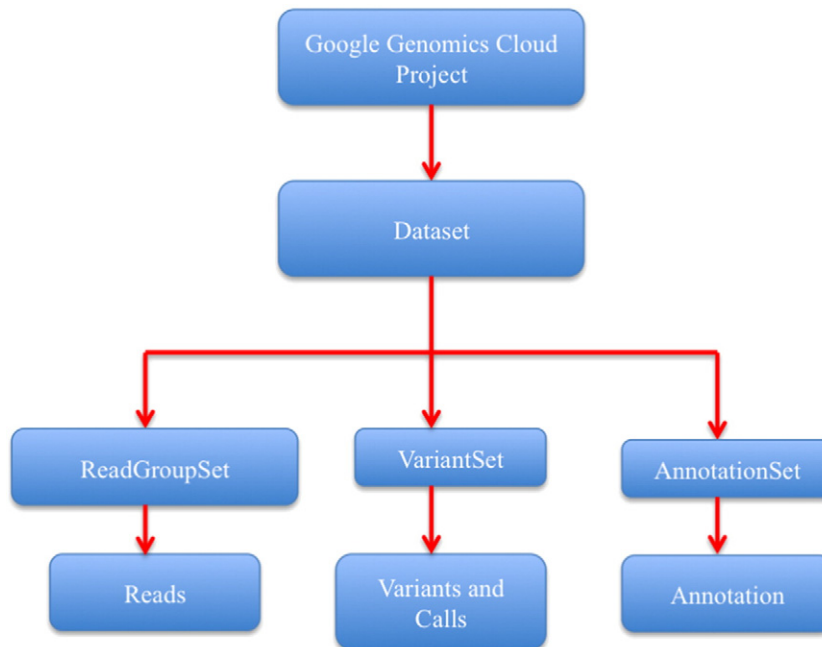 Google Genomics Cloud
Project
Dataset
ReadGroupSet
VariantSet
AnnotationSet
Reads
Variants and
Calls
Annotation